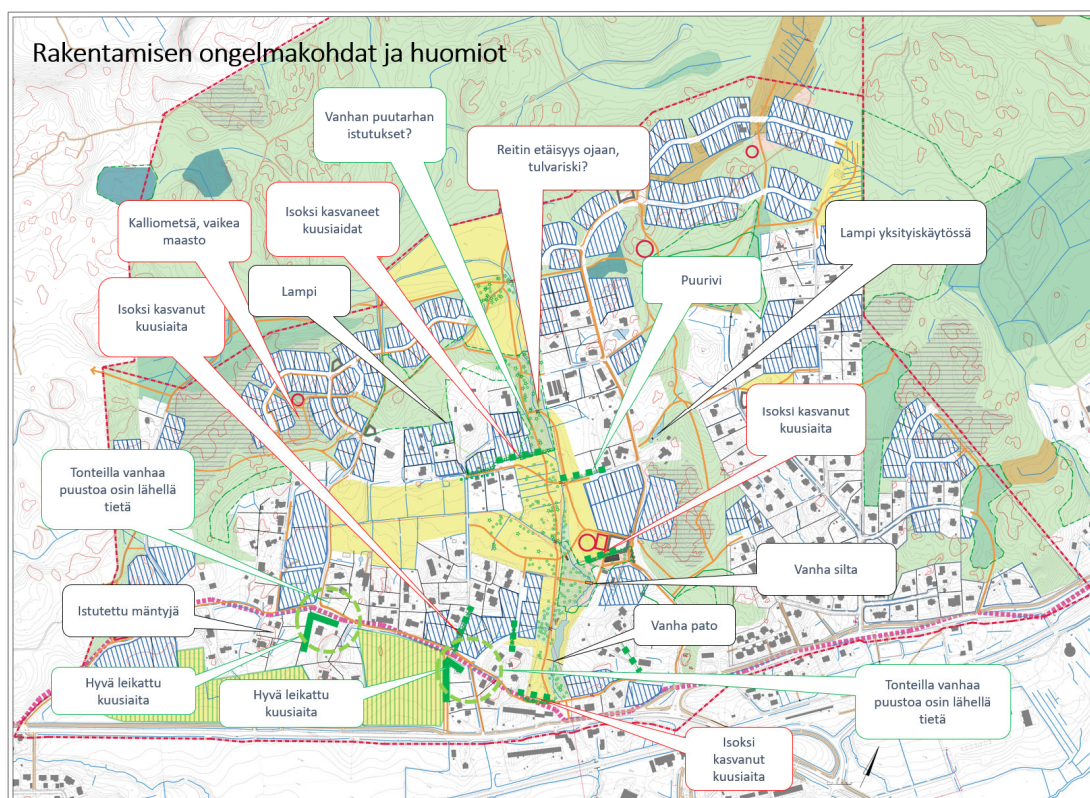 Rakentamisen ongelmakohdat ja huomiot
Vanhan puutarhan
istutukset?
Reitin etäisyys ojaan,
tulvariski?
Isoksi kasvaneet
kuusiaidat
Kalliometsä, vaikea
maasto
Lampi yksityiskäytössä
Lampi
Puurivi
Isoksi kasvanut
kuusiaita
Isoksi kasvanut
kuusiaita
Tonteilla vanhaa
puustoa osin lähellä
tietä
Vanha silta
Istutettu mäntyjä
Vanha pato
Hyvä leikattu
kuusiaita
Hyvä leikattu
kuusiaita
Tonteilla vanhaa
puustoa osin lähellä
tietä
Isoksi
kasvanut
kuusiaita